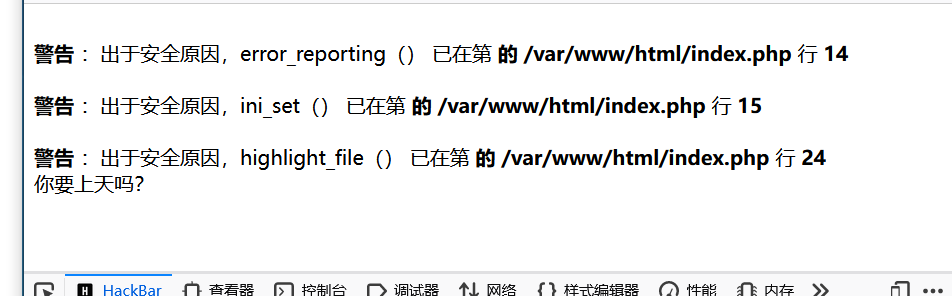 警告 ：出于安全原因，error_reporting（） 已在第 的 /var/www/html/index.php 行 14
警告 ：出于安全原因，ini_set（） 已在第 的 /var/www/html/index.php 行 15
警告 ：出于安全原因，highlight_file（） 已在第 的 /var/www/html/index.php 行 24
你要上天吗？
HackBar 查看器 控制台 调试器 网络 {} 样式编辑器 性能 内存